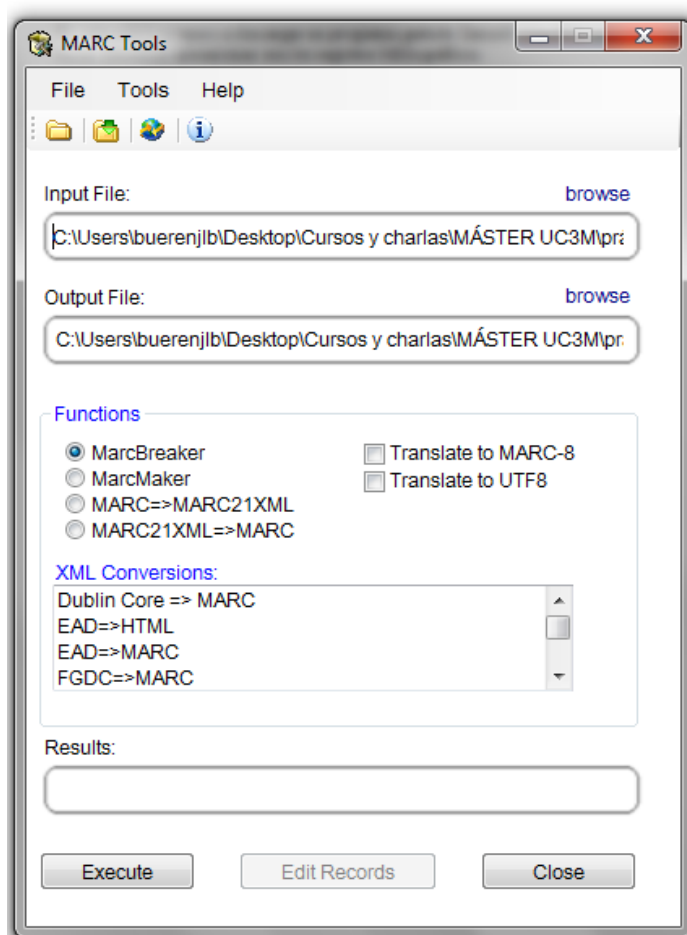 MARC Tools
File Tools Help
Input File: browse
C:\Users\buerenjlb\Desktop\Cursos y charlas\MÁSTER UC3M\pra
Output File: browse
C:\Users\buerenjlb\Desktop\Cursos y charlas\MÁSTER UC3M\pr
Functions
MarcBreaker Translate to MARC-8
MarcMaker Translate to UTF8
MARC=>MARC21XML
MARC21XML=>MARC
XML Conversions:
Dublin Core => MARC
EAD=>HTML
EAD=>MARC
FGDC=>MARC
Results:
Execute Edit Records Close